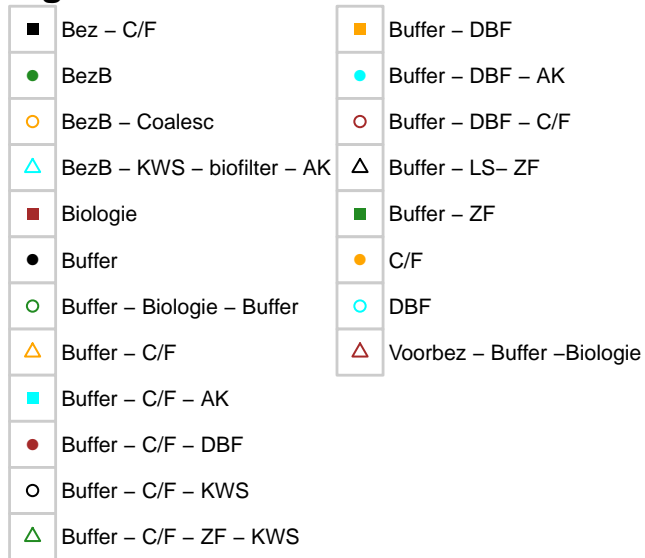 Bez – C/F
BezB
BezB – Coalesc
BezB – KWS – biofilter – AK
Biologie
Buffer
Buffer – Biologie – Buffer
Buffer – C/F
Buffer – C/F – AK
Buffer – C/F – DBF
Buffer – C/F – KWS
Buffer – C/F – ZF – KWS
Buffer – DBF
Buffer – DBF – AK
Buffer – DBF – C/F
Buffer – LS– ZF
Buffer – ZF
C/F
DBF
Voorbez – Buffer –Biologie